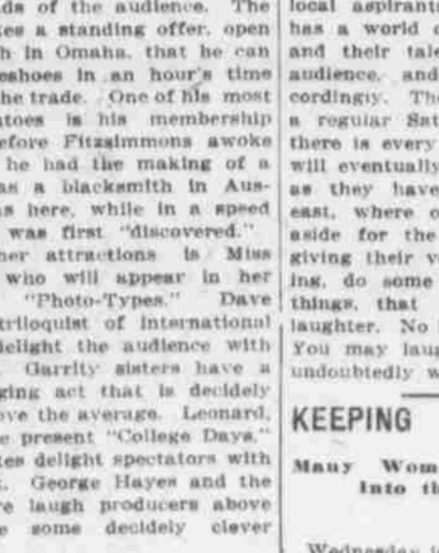 ds of the audience. The
es a standing offer, open
h in Omaha, that he can
eshoes in an hour's time
he trade. One of his most
toes is his membership
efore Fitzsimmons awoke
he had the making of a
as a blacksmith in Aus-
s here, while in a speed
was first "discovered."
her attractions is Miss
who will appear in her
"Photo-Types." Dave
triloquist of international
delight the audience with
Garrity sisters have a
ging act that is decidely
ove the average. Leonard,
e present "College Days,"
tes delight spectators with
. George Hayes and the
re laugh producers above
e some decidely clever
local aspirant
has a world o
and their tale
audience, and
cordingly. The
a regular Sat
there is every
will eventually
as they have
east, where o
aside for the
giving their v
ing, do some
things, that
laughter. No
You may laug
undoubtedly w
KEEPING
Many Wom
Into th
Wednesday